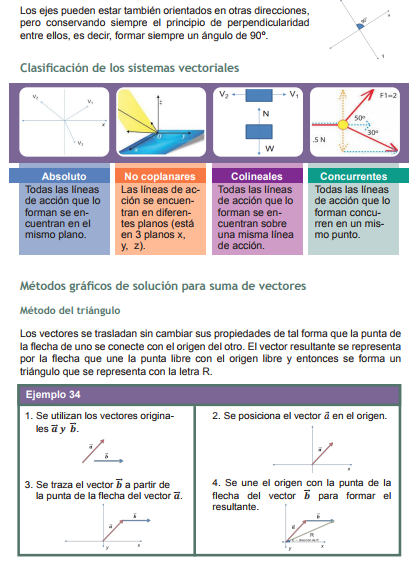 Los ejes pueden estar también orientados en otras direcciones,
pero conservando siempre el principio de perpendicularidad
entre ellos, es decir, formar siempre un ángulo de 90º.
Clasificación de los sistemas vectoriales
V₂
V₁
V₃
z
V₂
V₁
N
W
F1=2
50º
30º
.5 N
Absoluto
Todas las líneas
de acción que lo
forman se en-
cuentran en el
mismo plano.
No coplanares
Las líneas de ac-
ción se encuen-
tran en diferen-
tes planos (está
en 3 planos x,
y, z).
Colineales
Todas las líneas
de acción que lo
forman se en-
cuentran sobre
una misma línea
de acción.
Concurrentes
Todas las líneas
de acción que lo
forman concu-
rren en un mis-
mo punto.
Métodos gráficos de solución para suma de vectores
Método del triángulo
Los vectores se trasladan sin cambiar sus propiedades de tal forma que la punta de
la flecha de uno se conecte con el origen del otro. El vector resultante se representa
por la flecha que une la punta libre con el origen libre y entonces se forma un
triángulo que se representa con la letra R.
Ejemplo 34
1. Se utilizan los vectores origina-
les a⃗ y b⃗.
a⃗
b⃗
2. Se posiciona el vector a⃗ en el origen.
a⃗
x
3. Se traza el vector b⃗ a partir de
la punta de la flecha del vector a⃗.
a⃗
b⃗
x
y
4. Se une el origen con la punta de la
flecha del vector b⃗ para formar el
resultante.
a⃗
b⃗
R
x
y